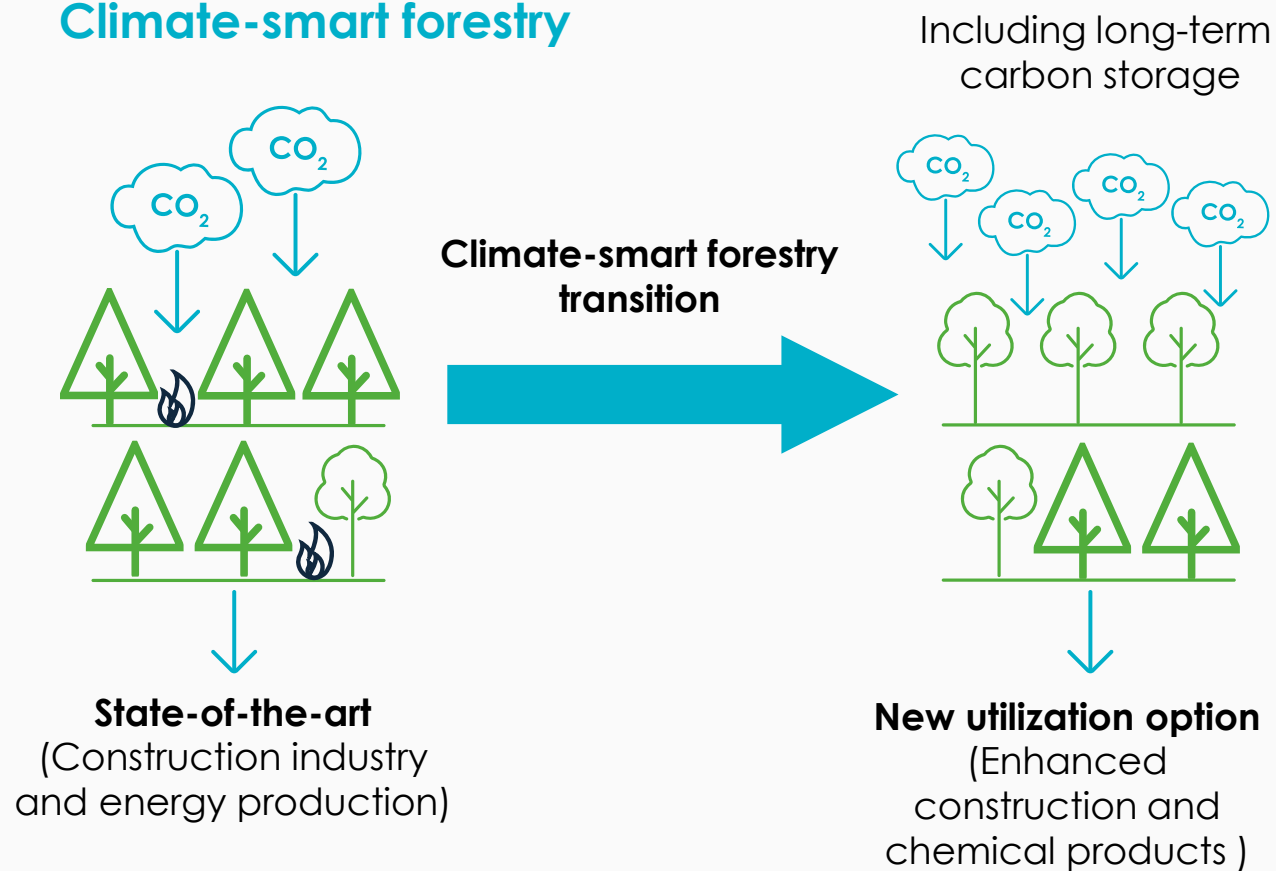 Climate-smart forestry
Including long-term
carbon storage
CO₂
CO₂
CO₂
CO₂
CO₂
CO₂
Climate-smart forestry
transition
State-of-the-art
(Construction industry
and energy production)
New utilization option
(Enhanced
construction and
chemical products )